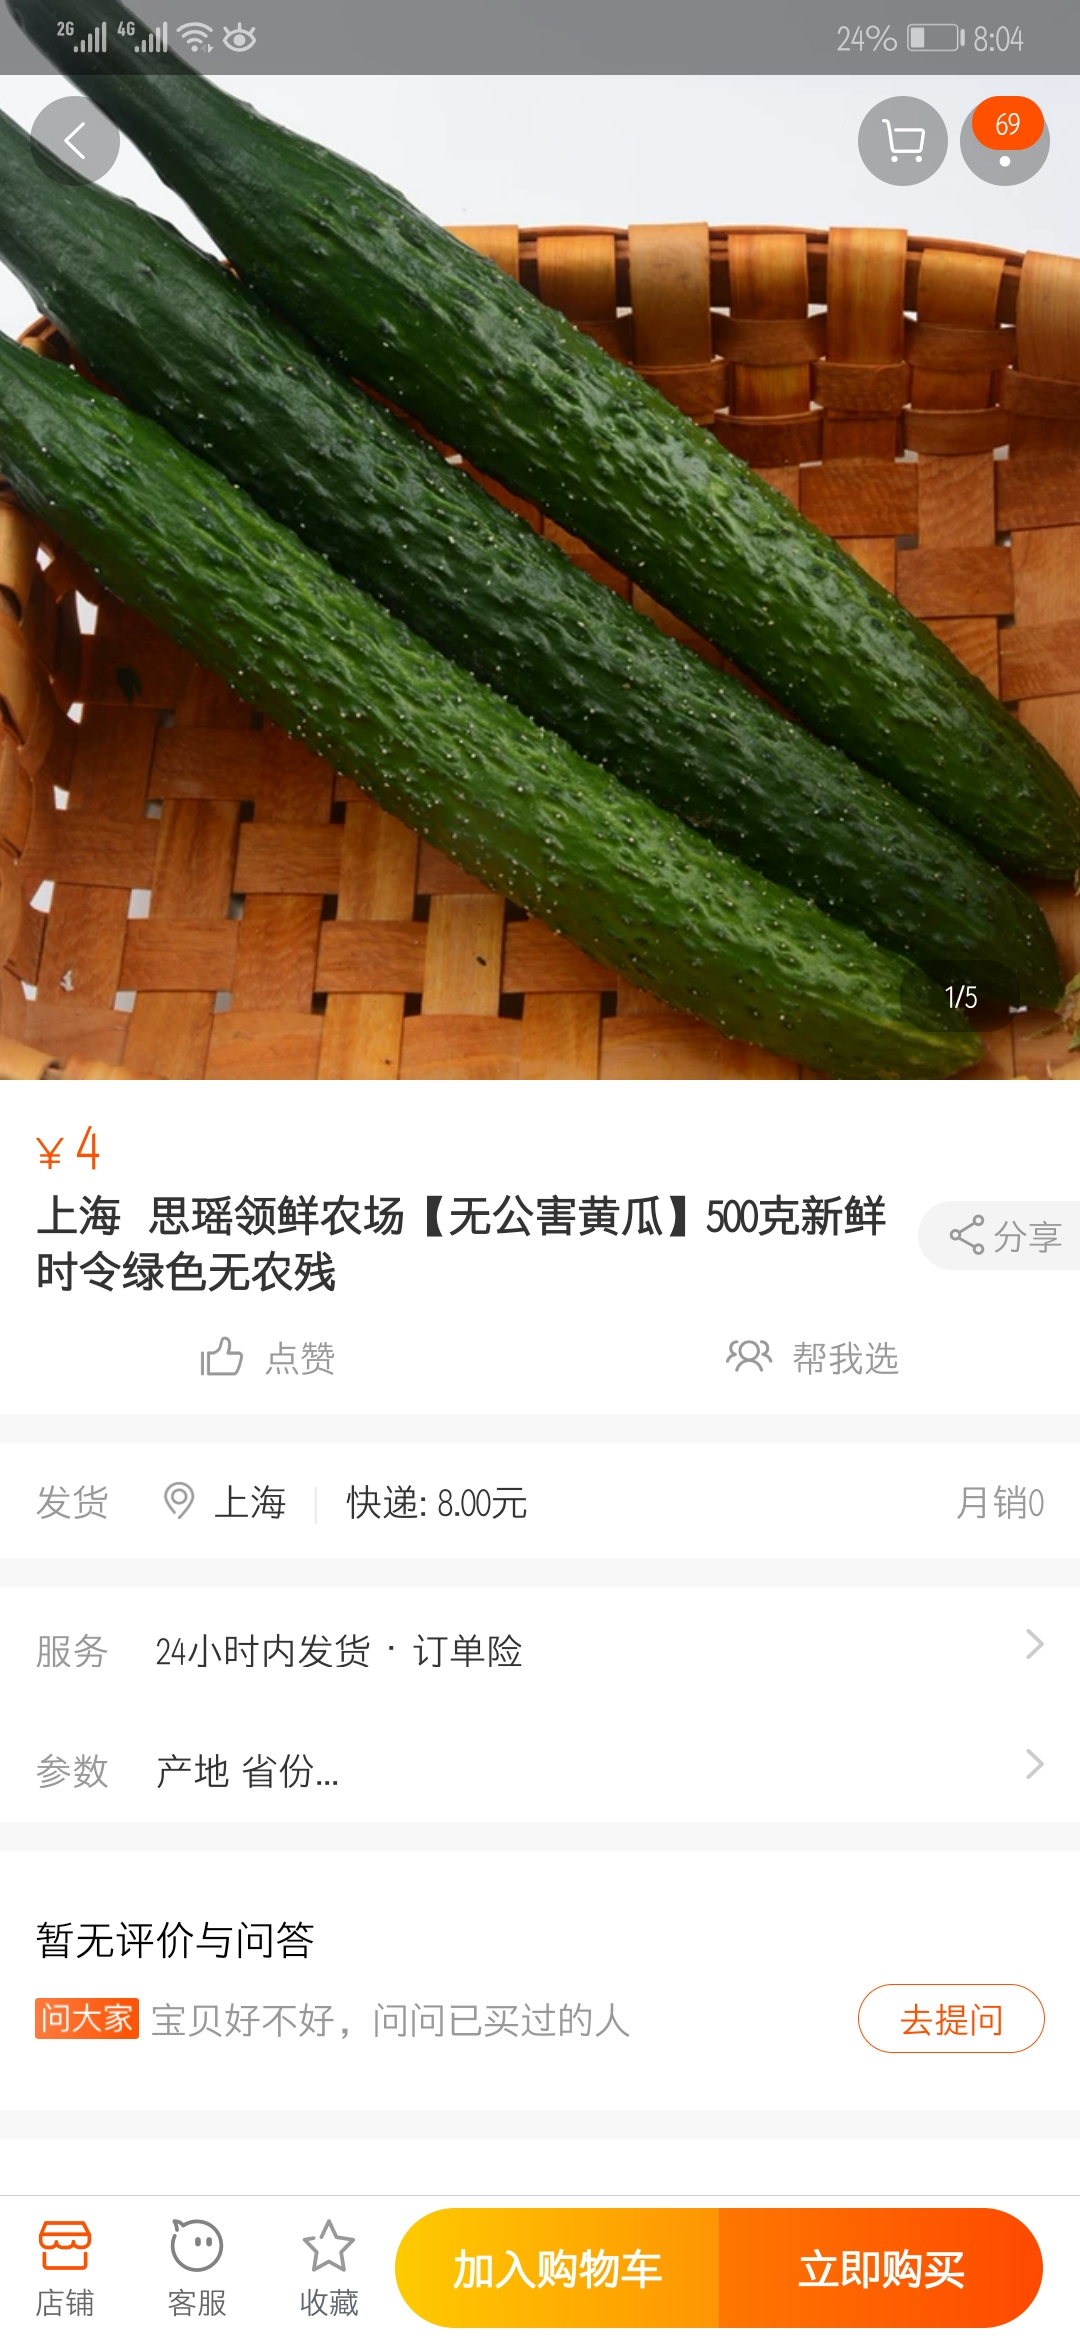 2G 4G 24% 8:04
69
1/5
¥ 4
上海 思瑶领鲜农场【无公害黄瓜】500克新鲜
时令绿色无农残
分享
点赞 帮我选
发货 上海 快递: 8.00元 月销0
服务 24小时内发货 · 订单险
参数 产地 省份...
暂无评价与问答
问大家 宝贝好不好，问问已买过的人 去提问
店铺 客服 收藏 加入购物车 立即购买